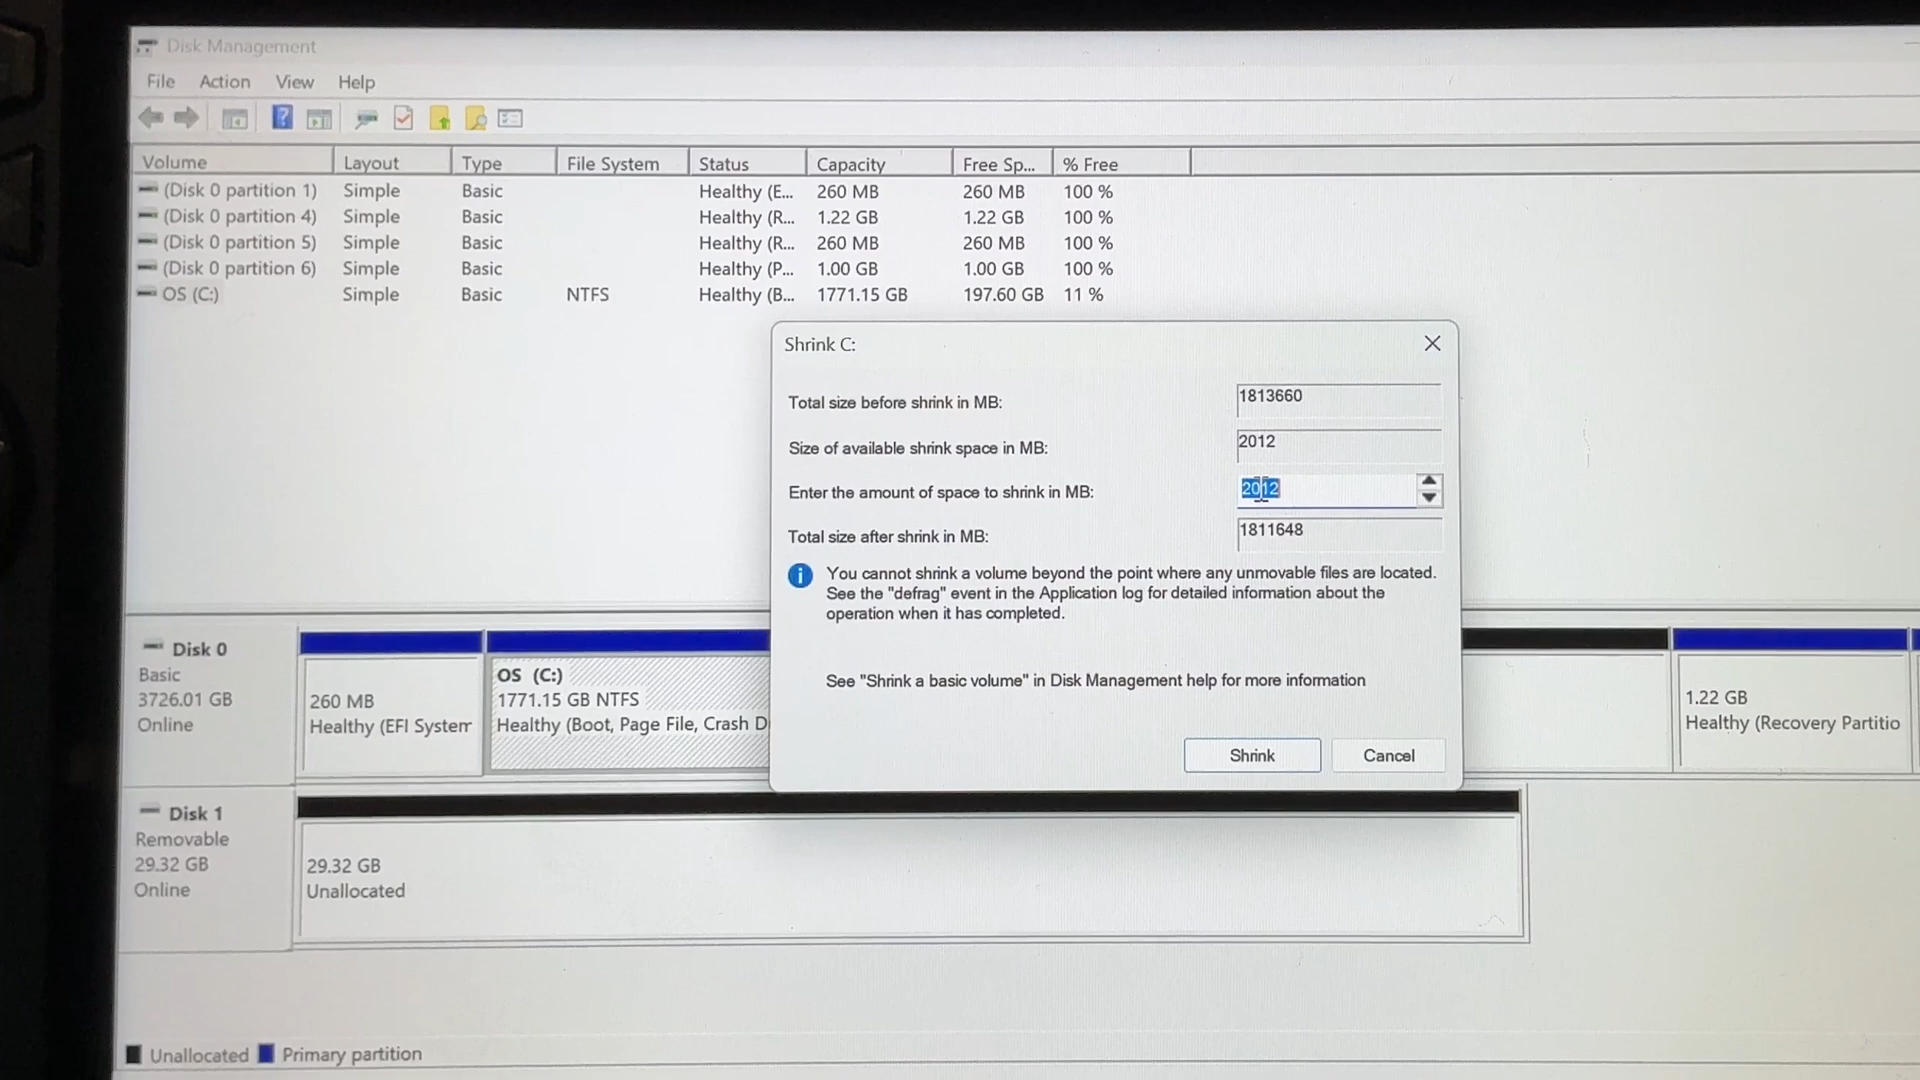 Disk Management
File Action View Help
Volume Layout Type File System Status Capacity Free Sp... % Free
(Disk 0 partition 1) Simple Basic Healthy (E... 260 MB 260 MB 100 %
(Disk 0 partition 4) Simple Basic Healthy (R... 1.22 GB 1.22 GB 100 %
(Disk 0 partition 5) Simple Basic Healthy (R... 260 MB 260 MB 100 %
(Disk 0 partition 6) Simple Basic Healthy (P... 1.00 GB 1.00 GB 100 %
OS (C:) Simple Basic NTFS Healthy (B... 1771.15 GB 197.60 GB 11 %
Shrink C:
Total size before shrink in MB: 1813660
Size of available shrink space in MB: 2012
Enter the amount of space to shrink in MB: 2012
Total size after shrink in MB: 1811648
You cannot shrink a volume beyond the point where any unmovable files are located.
See the "defrag" event in the Application log for detailed information about the
operation when it has completed.
See "Shrink a basic volume" in Disk Management help for more information
Shrink Cancel
Disk 0
Basic
3726.01 GB
Online
260 MB
Healthy (EFI System
OS (C:)
1771.15 GB NTFS
Healthy (Boot, Page File, Crash D
1.22 GB
Healthy (Recovery Partitio
Disk 1
Removable
29.32 GB
Online
29.32 GB
Unallocated
Unallocated Primary partition